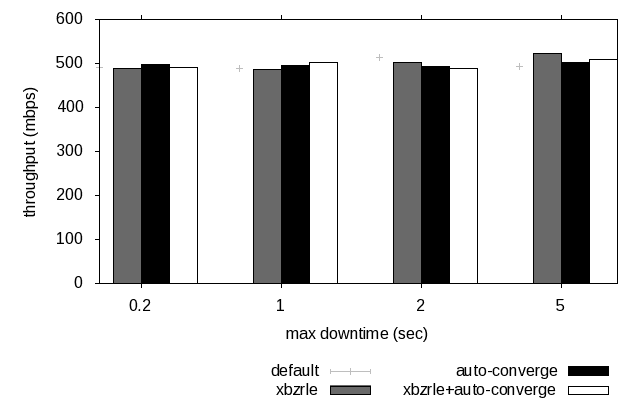 600
500
400
300
200
100
0
throughput (mbps)
0.2 1 2 5
max downtime (sec)
default auto-converge
xbzrle xbzrle+auto-converge